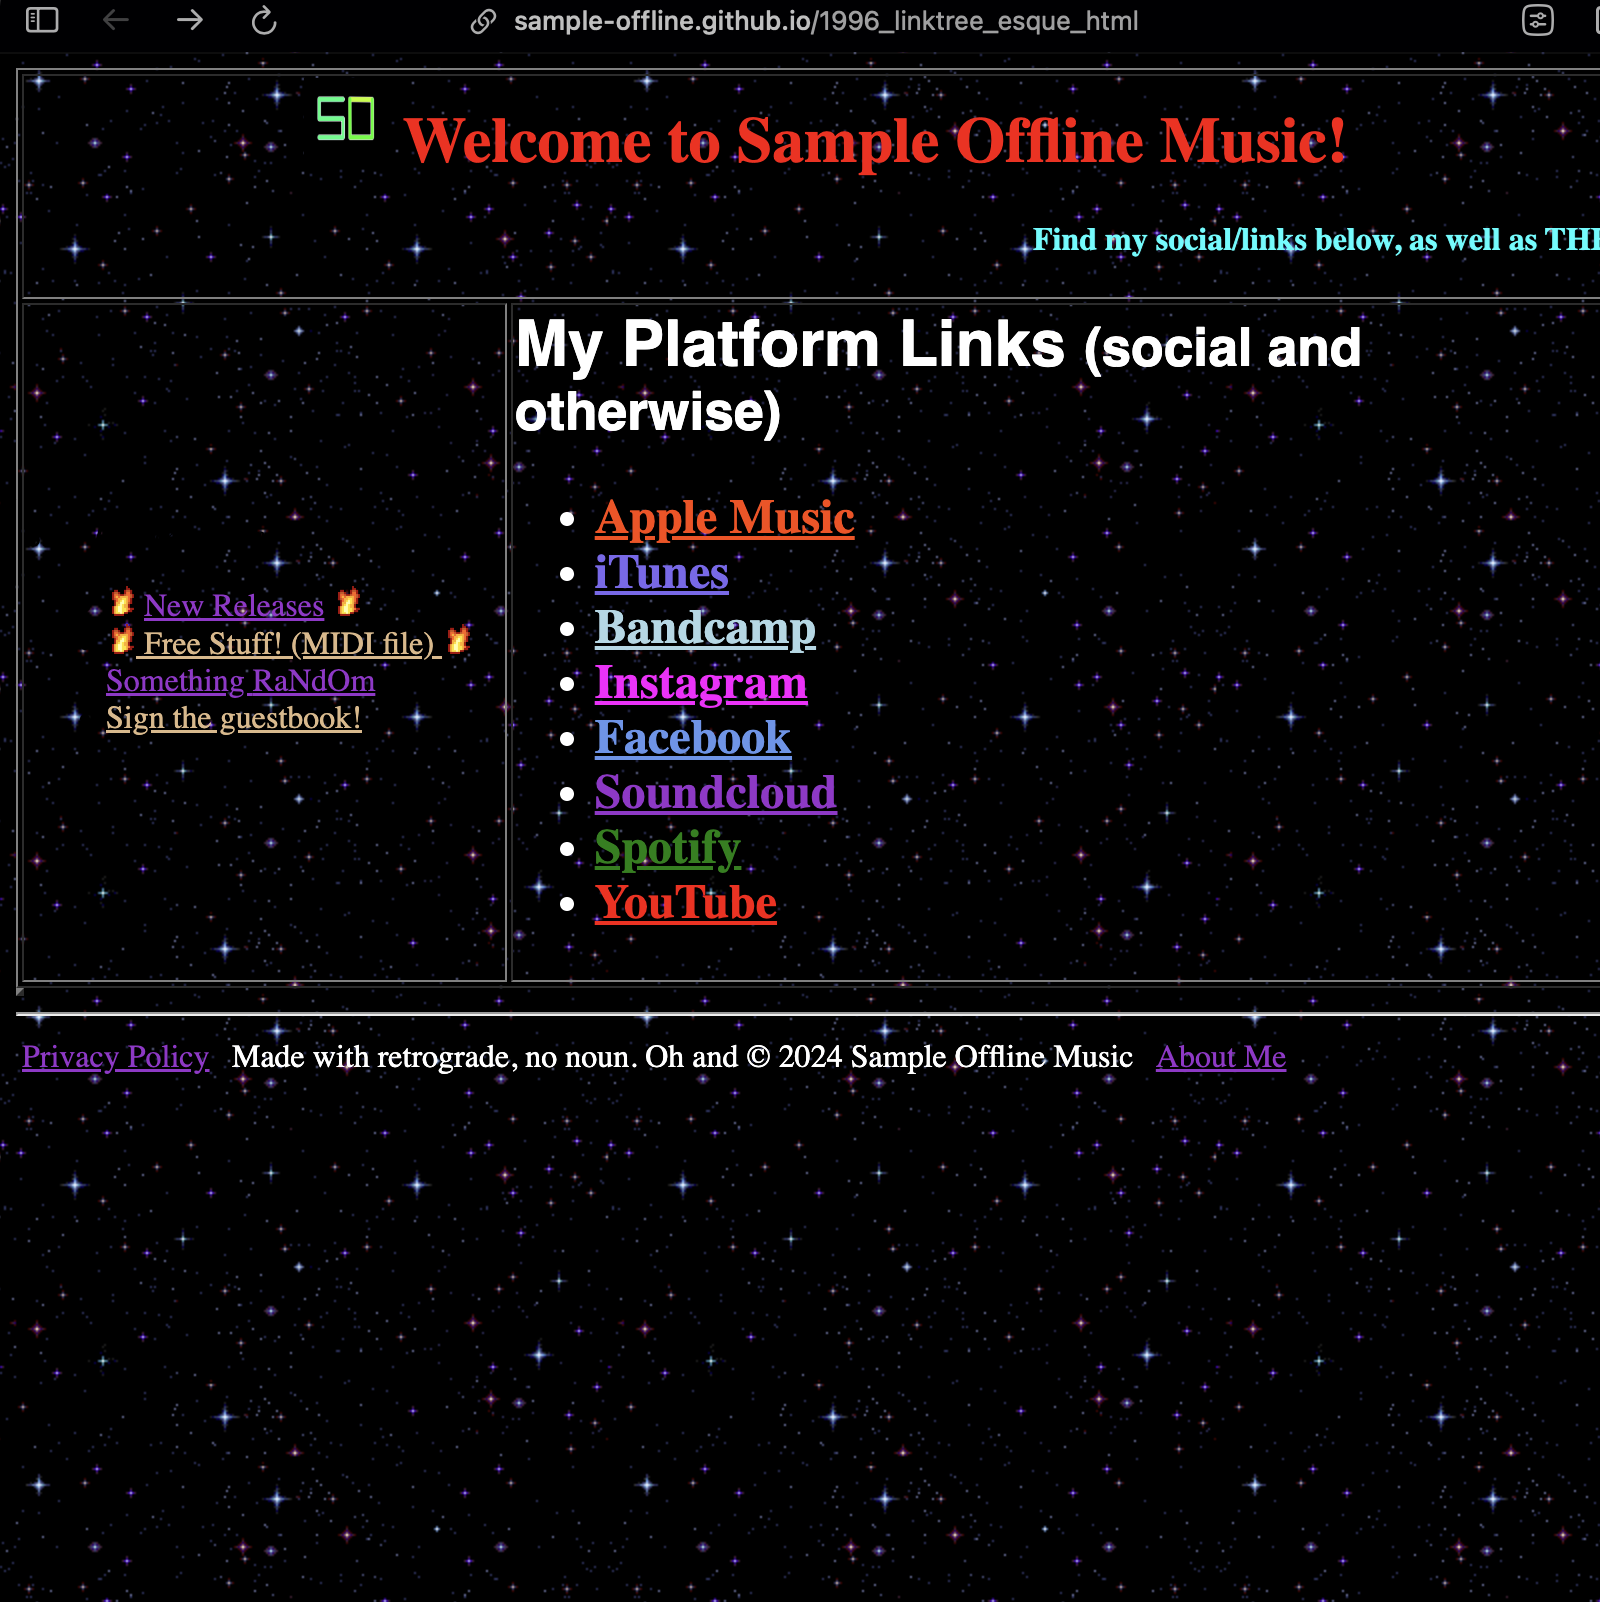 sample-offline.github.io/1996_linktree_esque_html
SO
Welcome to Sample Offline Music!
Find my social/links below, as well as
My Platform Links (social and
otherwise)
New Releases
Free Stuff! (MIDI file)
Something RaNdOm
Sign the guestbook!
Apple Music
iTunes
Bandcamp
Instagram
Facebook
Soundcloud
Spotify
YouTube
Privacy Policy Made with retrograde, no noun. Oh and © 2024 Sample Offline Music About Me